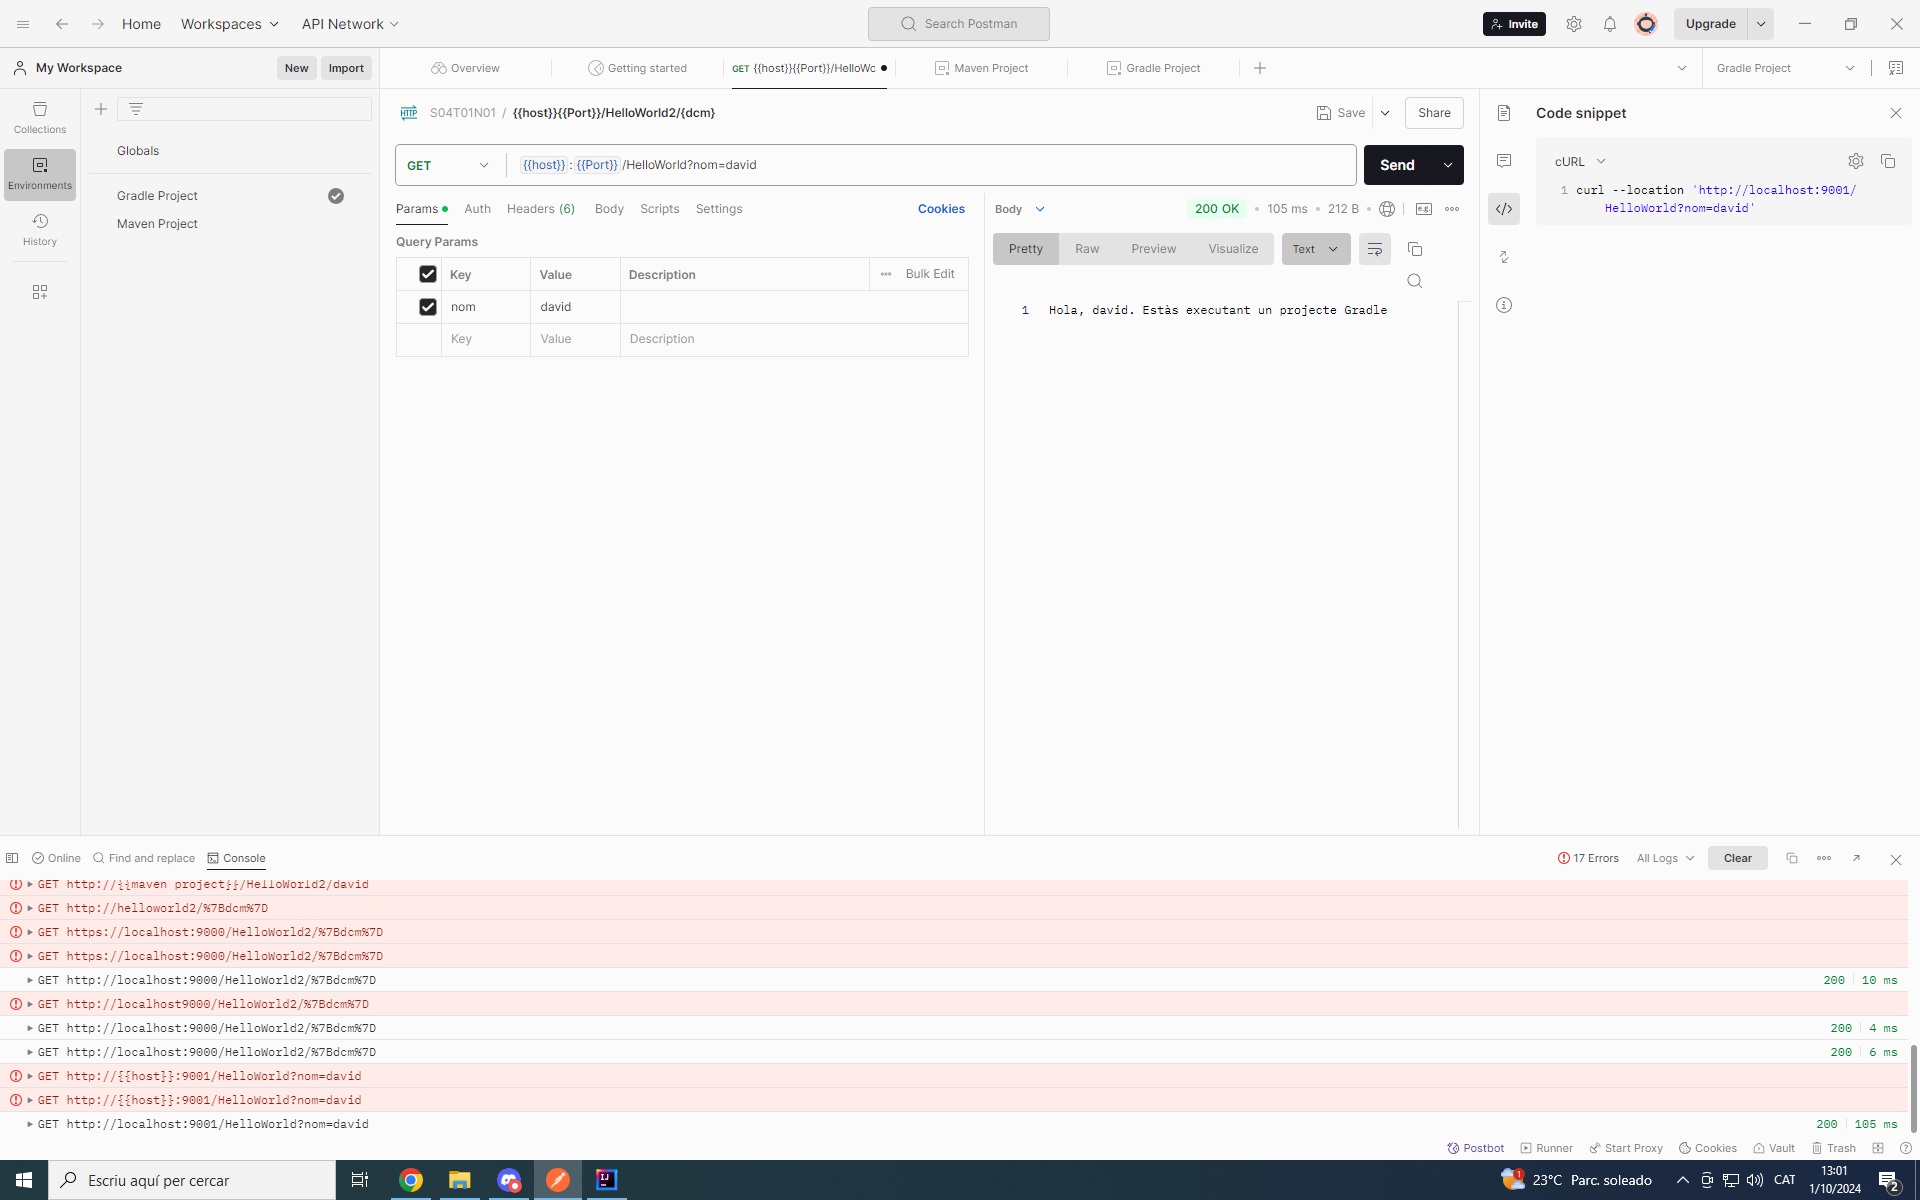 Home Workspaces API Network Search Postman Invite Upgrade
My Workspace New Import Overview Getting started GET {{host}}{{Port}}/HelloWc Maven Project Gradle Project Gradle Project
Collections
Environments
History
Globals
Gradle Project
Maven Project
HTTP S04T01N01 / {{host}}{{Port}}/HelloWorld2/{dcm} Save Share
GET {{host}}:{{Port}}/HelloWorld?nom=david Send
Params Auth Headers (6) Body Scripts Settings Cookies
Query Params
Key Value Description Bulk Edit
nom david
Key Value Description
Body 200 OK 105 ms 212 B
Pretty Raw Preview Visualize Text
1 Hola, david. Estàs executant un projecte Gradle
Code snippet
cURL
1 curl --location 'http://localhost:9001/
HelloWorld?nom=david'
Online Find and replace Console 17 Errors All Logs Clear
GET http://{{maven project}}/HelloWorld2/david
GET http://helloworld2/%7Bdcm%7D
GET https://localhost:9000/HelloWorld2/%7Bdcm%7D
GET https://localhost:9000/HelloWorld2/%7Bdcm%7D
GET http://localhost:9000/HelloWorld2/%7Bdcm%7D 200 10 ms
GET http://localhost9000/HelloWorld2/%7Bdcm%7D
GET http://localhost:9000/HelloWorld2/%7Bdcm%7D 200 4 ms
GET http://localhost:9000/HelloWorld2/%7Bdcm%7D 200 6 ms
GET http://{{host}}:9001/HelloWorld?nom=david
GET http://{{host}}:9001/HelloWorld?nom=david
GET http://localhost:9001/HelloWorld?nom=david 200 105 ms
Postbot Runner Start Proxy Cookies Vault Trash
Escriu aquí per cercar IJ 1 23°C Parc. soleado CAT 13:01
1/10/2024 2